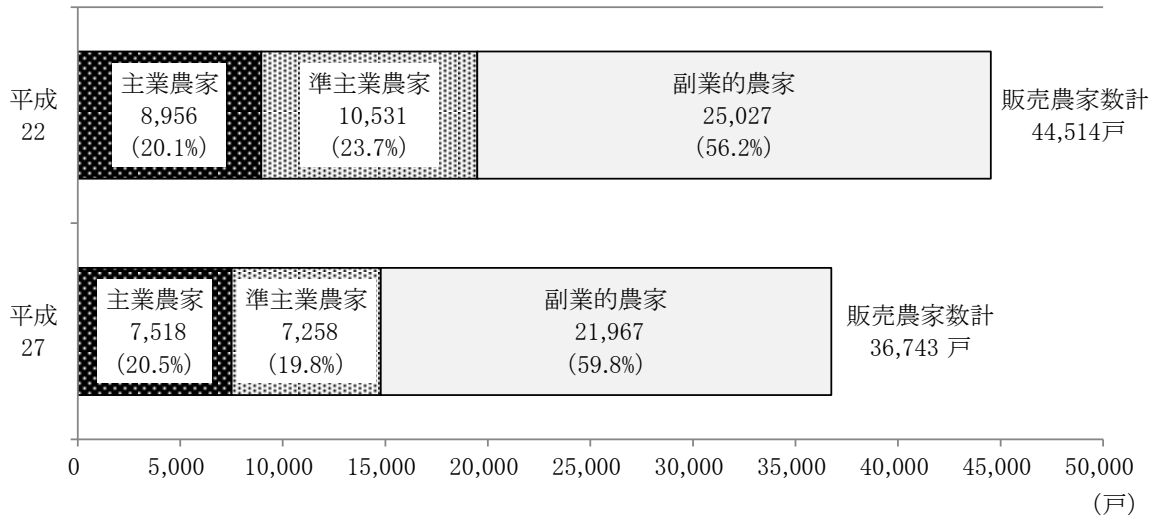 平成
22
主業農家
8,956
(20.1%)
準主業農家
10,531
(23.7%)
副業的農家
25,027
(56.2%)
販売農家数計
44,514戸
平成
27
主業農家
7,518
(20.5%)
準主業農家
7,258
(19.8%)
副業的農家
21,967
(59.8%)
販売農家数計
36,743 戸
0 5,000 10,000 15,000 20,000 25,000 30,000 35,000 40,000 45,000 50,000
(戸)